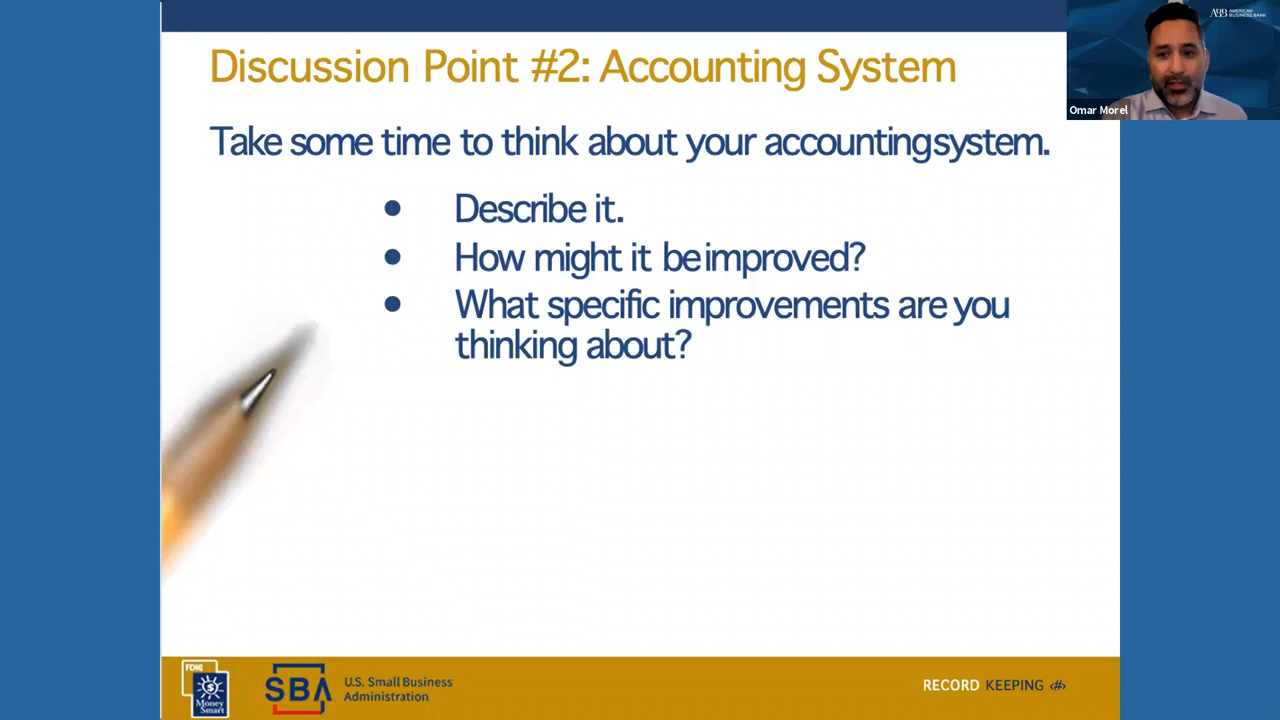 Discussion Point #2: Accounting System
Take some time to think about your accountingsystem.
• Describe it.
• How might it beimproved?
• What specific improvements are you
thinking about?
ABB AMERICAN
BUSINESS BANK
Omar Morel
FDIC
Money
Smart
SBA
U.S. Small Business
Administration
RECORD KEEPING ‹#›